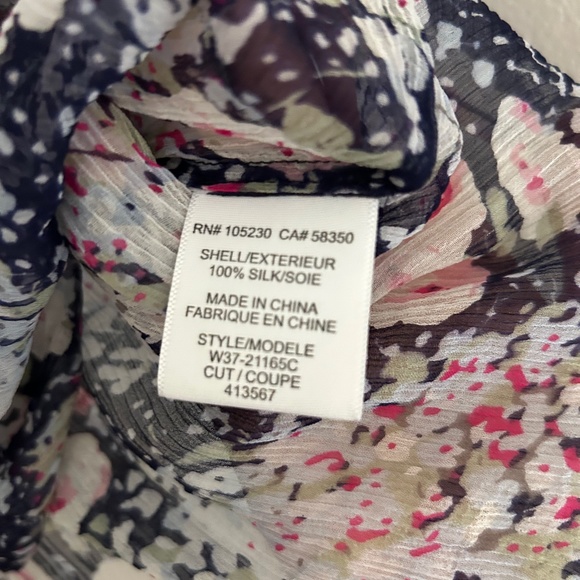 RN# 105230 CA# 58350
SHELL/EXTERIEUR
100% SILK/SOIE
MADE IN CHINA
FABRIQUE EN CHINE
STYLE/MODELE
W37-21165C
CUT / COUPE
413567